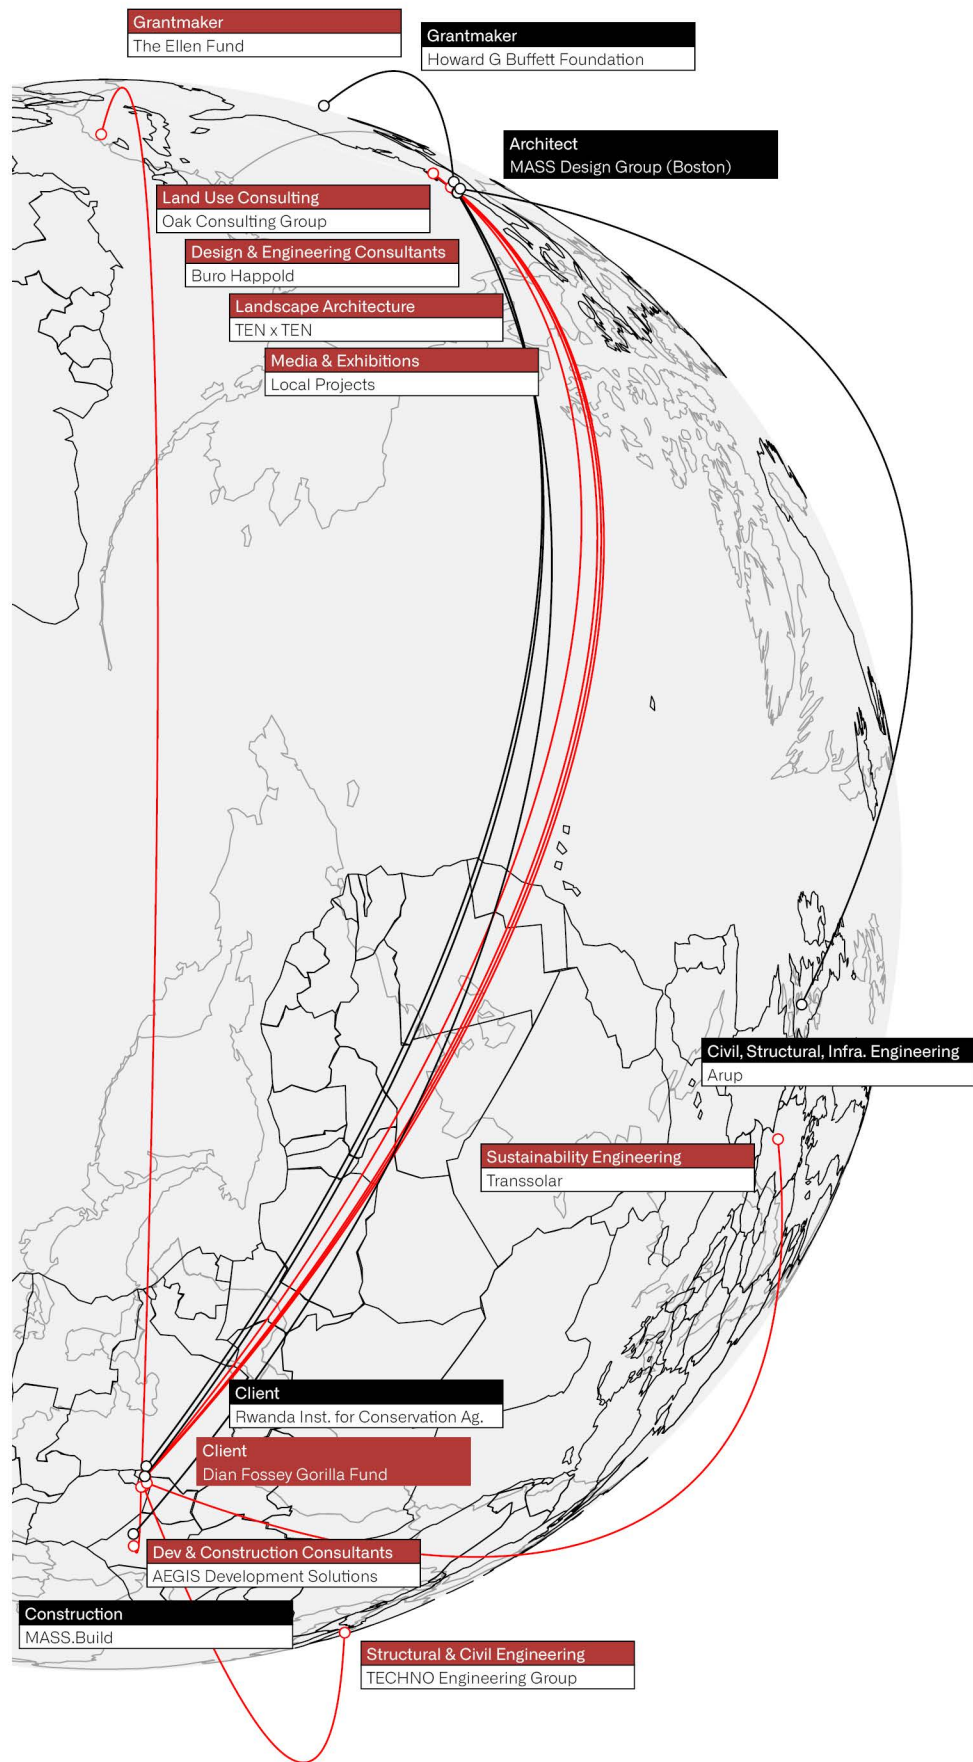 Grantmaker
The Ellen Fund
Grantmaker
Howard G Buffett Foundation
Architect
MASS Design Group (Boston)
Land Use Consulting
Oak Consulting Group
Design & Engineering Consultants
Buro Happold
Landscape Architecture
TEN x TEN
Media & Exhibitions
Local Projects
Civil, Structural, Infra. Engineering
Arup
Sustainability Engineering
Transsolar
Client
Rwanda Inst. for Conservation Ag.
Client
Dian Fossey Gorilla Fund
Dev & Construction Consultants
AEGIS Development Solutions
Construction
MASS.Build
Structural & Civil Engineering
TECHNO Engineering Group